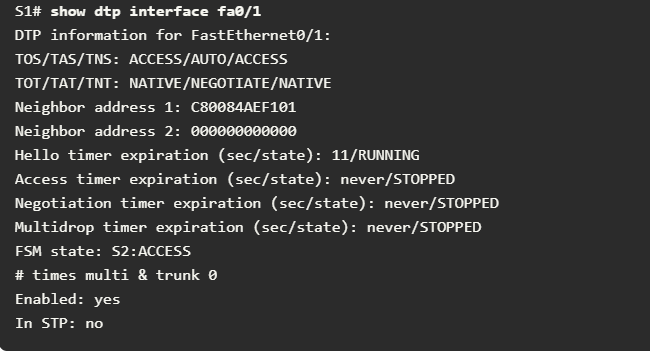 S1# show dtp interface fa0/1
DTP information for FastEthernet0/1:
TOS/TAS/TNS: ACCESS/AUTO/ACCESS
TOT/TAT/TNT: NATIVE/NEGOTIATE/NATIVE
Neighbor address 1: C80084AEF101
Neighbor address 2: 000000000000
Hello timer expiration (sec/state): 11/RUNNING
Access timer expiration (sec/state): never/STOPPED
Negotiation timer expiration (sec/state): never/STOPPED
Multidrop timer expiration (sec/state): never/STOPPED
FSM state: S2:ACCESS
# times multi & trunk 0
Enabled: yes
In STP: no